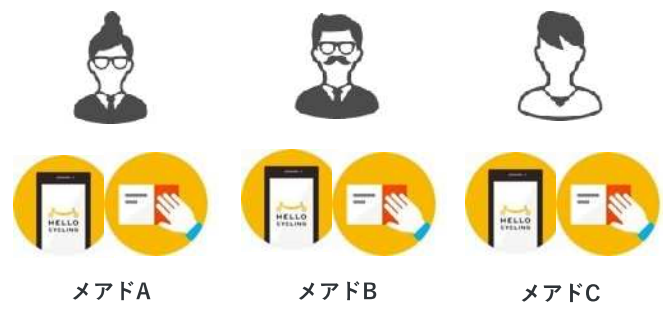 HELLO
CYCLING
HELLO
CYCLING
HELLO
CYCLING
メアドA
メアドB
メアドC